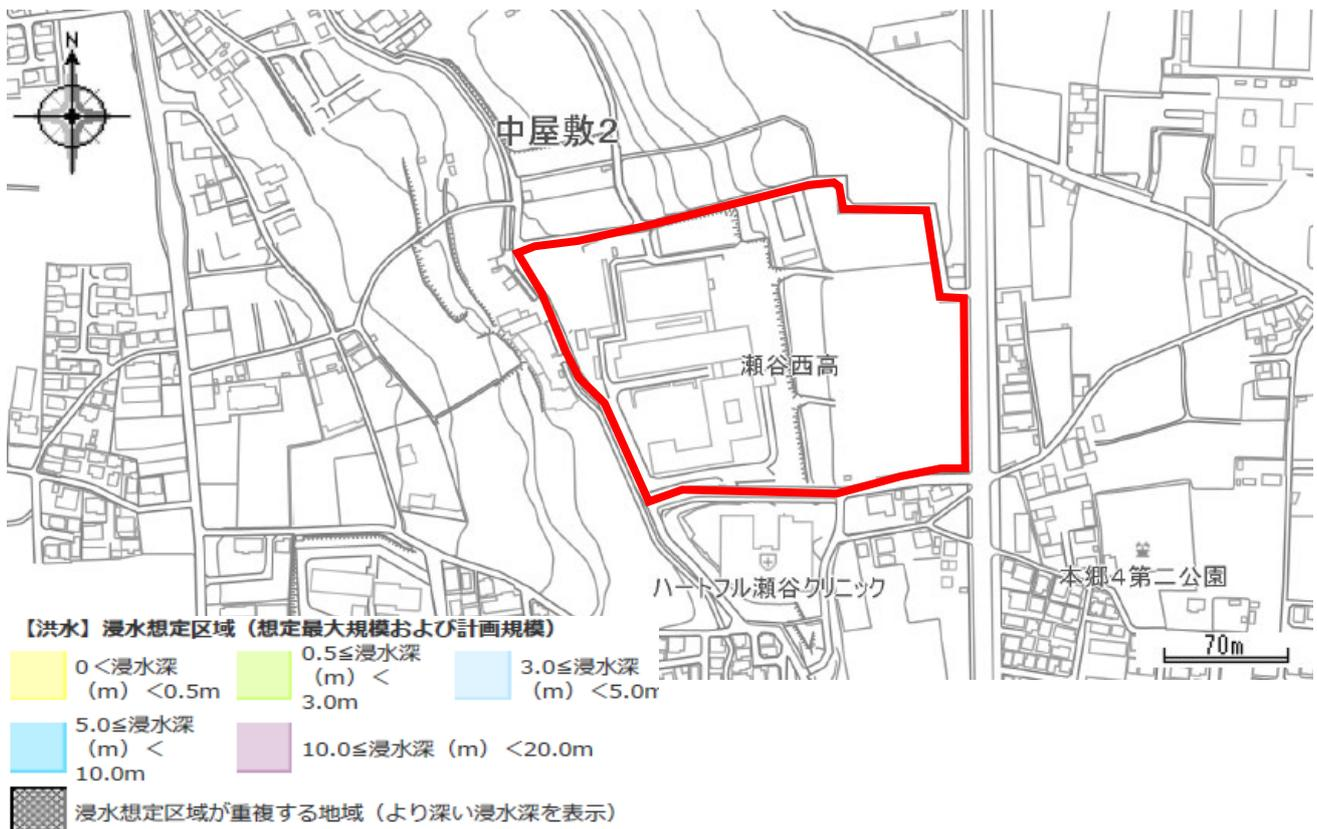 N
中屋敷2
瀬谷西高
ハートフル瀬谷クリニック
本郷4第二公園
70m
【洪水】浸水想定区域（想定最大規模および計画規模）
0＜浸水深
（m）＜0.5m
0.5≦浸水深
（m）＜
3.0m
3.0≦浸水深
（m）＜5.0m
5.0≦浸水深
（m）＜
10.0m
10.0≦浸水深（m）＜20.0m
浸水想定区域が重複する地域（より深い浸水深を表示）